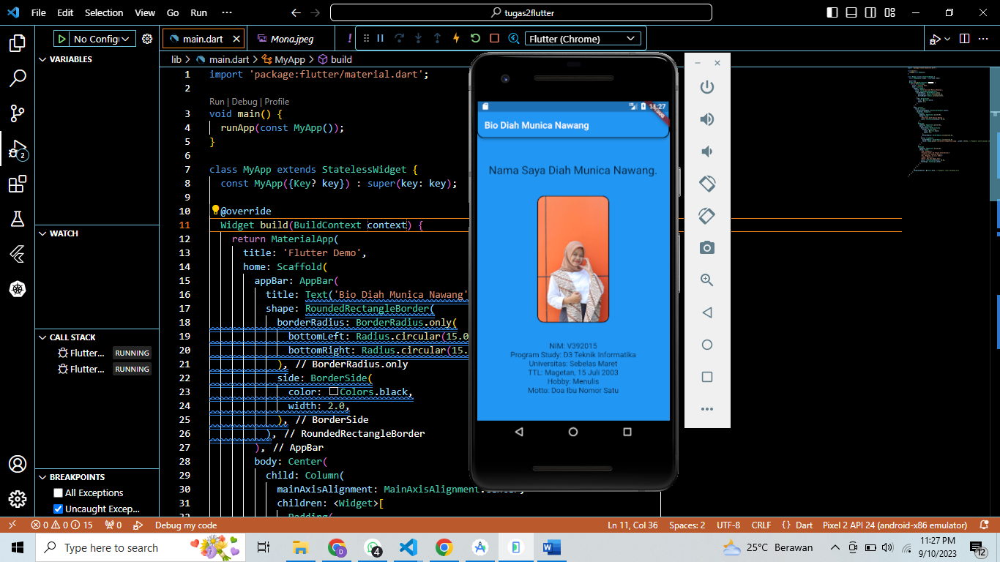 File Edit Selection View Go Run ··· tugas2flutter
No Config
main.dart
Mona.jpeg
Flutter (Chrome)
VARIABLES
WATCH
CALL STACK
Flutter... RUNNING
Flutter... RUNNING
BREAKPOINTS
All Exceptions
Uncaught Excep...
2
lib > main.dart > MyApp > build
1 import 'package:flutter/material.dart';
2
Run | Debug | Profile
3 void main() {
4 runApp(const MyApp());
5 }
6
7 class MyApp extends StatelessWidget {
8 const MyApp({Key? key}) : super(key: key);
9
10 @override
11 Widget build(BuildContext context) {
12 return MaterialApp(
13 title: 'Flutter Demo',
14 home: Scaffold(
15 appBar: AppBar(
16 title: Text('Bio Diah Munica Nawang'
17 shape: RoundedRectangleBorder(
18 borderRadius: BorderRadius.only(
19 bottomLeft: Radius.circular(15.0
20 bottomRight: Radius.circular(15.
21 ), // BorderRadius.only
22 side: BorderSide(
23 color: Colors.black,
24 width: 2.0,
25 ), // BorderSide
26 ), // RoundedRectangleBorder
27 ), // AppBar
28 body: Center(
29 child: Column(
30 mainAxisAlignment: MainAxisAlignment.center,
31 children: <Widget>[
32 Padding(
11:27
Bio Diah Munica Nawang
Nama Saya Diah Munica Nawang.
NIM: V392015
Program Study: D3 Teknik Informatika
Universitas: Sebelas Maret
TTL: Magetan, 15 Juli 2003
Hobby: Menulis
Motto: Doa Ibu Nomor Satu
0 0 15 0 Debug my code
Ln 11, Col 36 Spaces: 2 UTF-8 CRLF {} Dart Pixel 2 API 24 (android-x86 emulator)
Type here to search
4
25°C Berawan
11:27 PM
9/10/2023
12